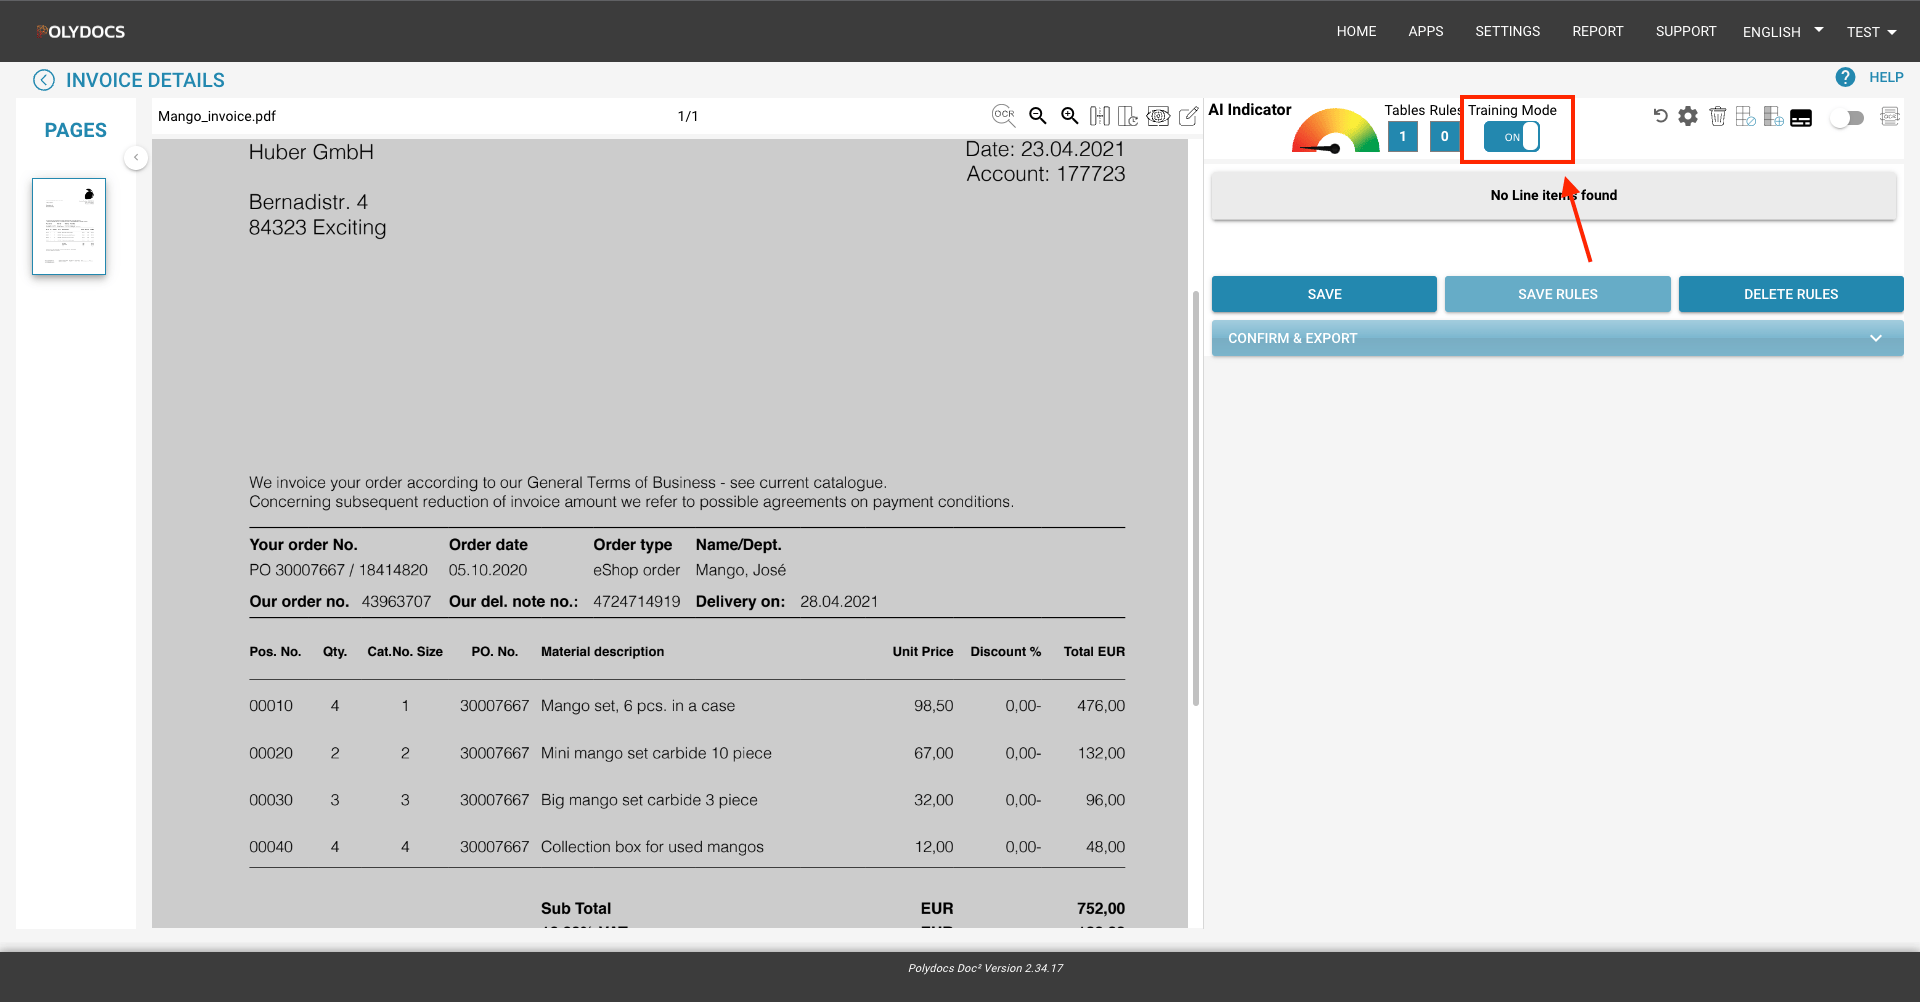 POLYDOCS
HOME APPS SETTINGS REPORT SUPPORT ENGLISH TEST
INVOICE DETAILS
HELP
PAGES
Mango_invoice.pdf 1/1
OCR
AI Indicator
Tables Rules Training Mode
1 0 ON
Huber GmbH
Date: 23.04.2021
Account: 177723
Bernadistr. 4
84323 Exciting
No Line items found
SAVE SAVE RULES DELETE RULES
CONFIRM & EXPORT
We invoice your order according to our General Terms of Business - see current catalogue.
Concerning subsequent reduction of invoice amount we refer to possible agreements on payment conditions.
Your order No. Order date Order type Name/Dept.
PO 30007667 / 18414820 05.10.2020 eShop order Mango, José
Our order no. 43963707 Our del. note no.: 4724714919 Delivery on: 28.04.2021
Pos. No. Qty. Cat.No. Size PO. No. Material description Unit Price Discount % Total EUR
00010 4 1 30007667 Mango set, 6 pcs. in a case 98,50 0,00- 476,00
00020 2 2 30007667 Mini mango set carbide 10 piece 67,00 0,00- 132,00
00030 3 3 30007667 Big mango set carbide 3 piece 32,00 0,00- 96,00
00040 4 4 30007667 Collection box for used mangos 12,00 0,00- 48,00
Sub Total EUR 752,00
Polydocs Doc² Version 2.34.17